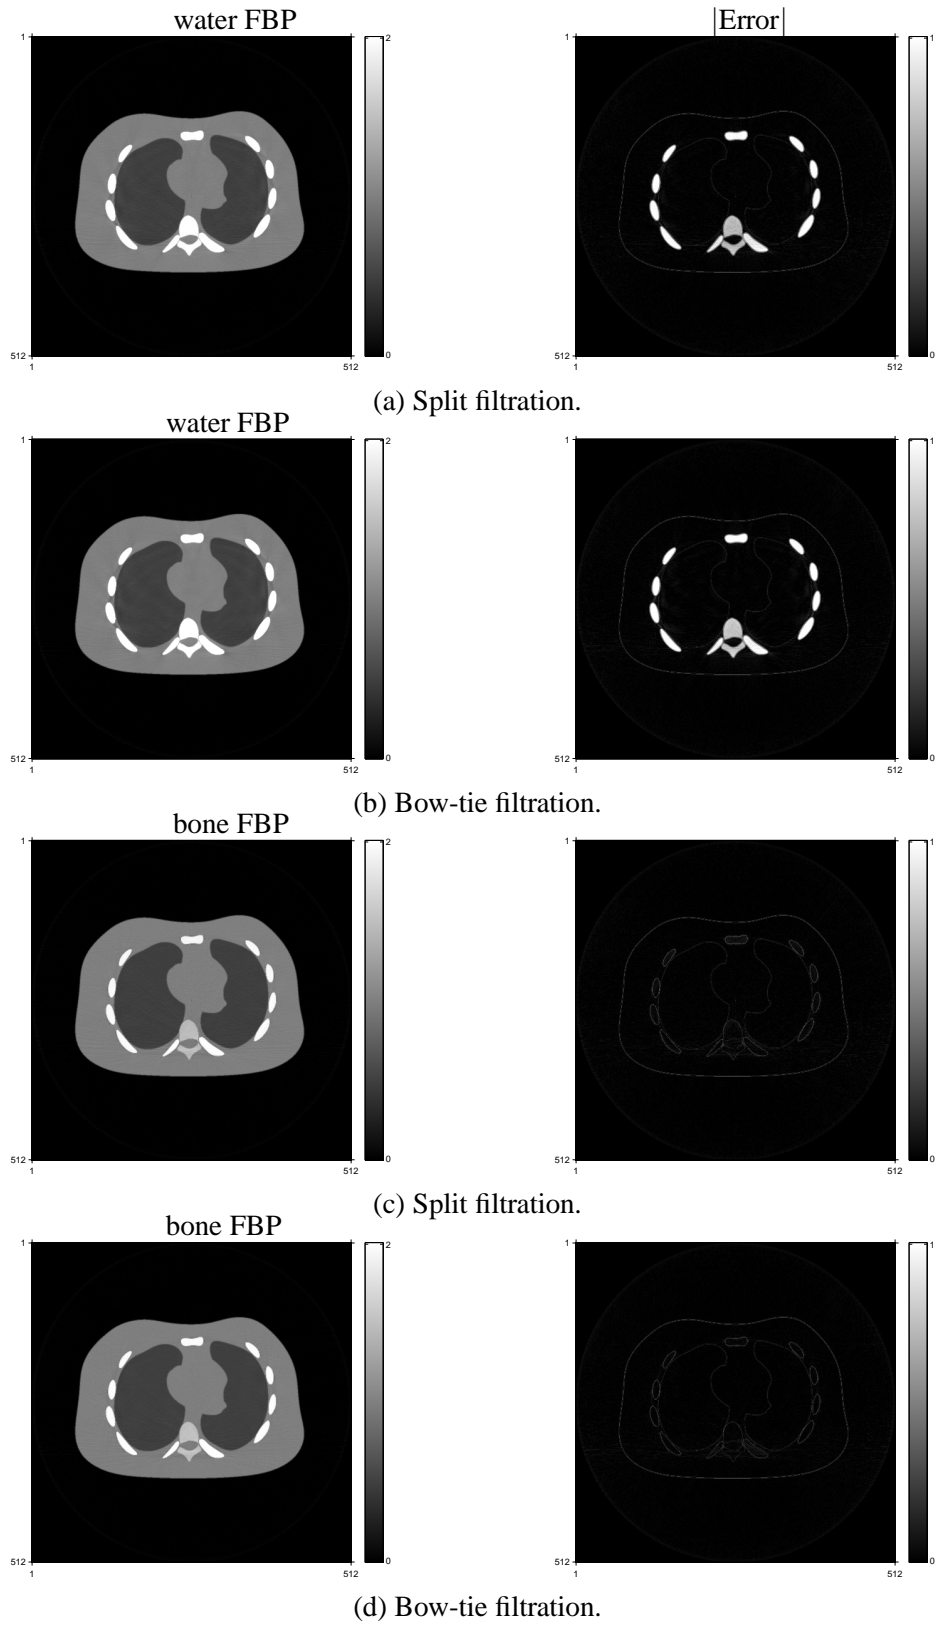 water FBP |Error|
1 2 1
0 0
512 512
1 512 1 512
(a) Split filtration.
water FBP
1 2 1 1
0 0
512 512
1 512 1 512
(b) Bow-tie filtration.
bone FBP
1 2 1 1
0 0
512 512
1 512 1 512
(c) Split filtration.
bone FBP
1 2 1 1
0 0
512 512
1 512 1 512
(d) Bow-tie filtration.